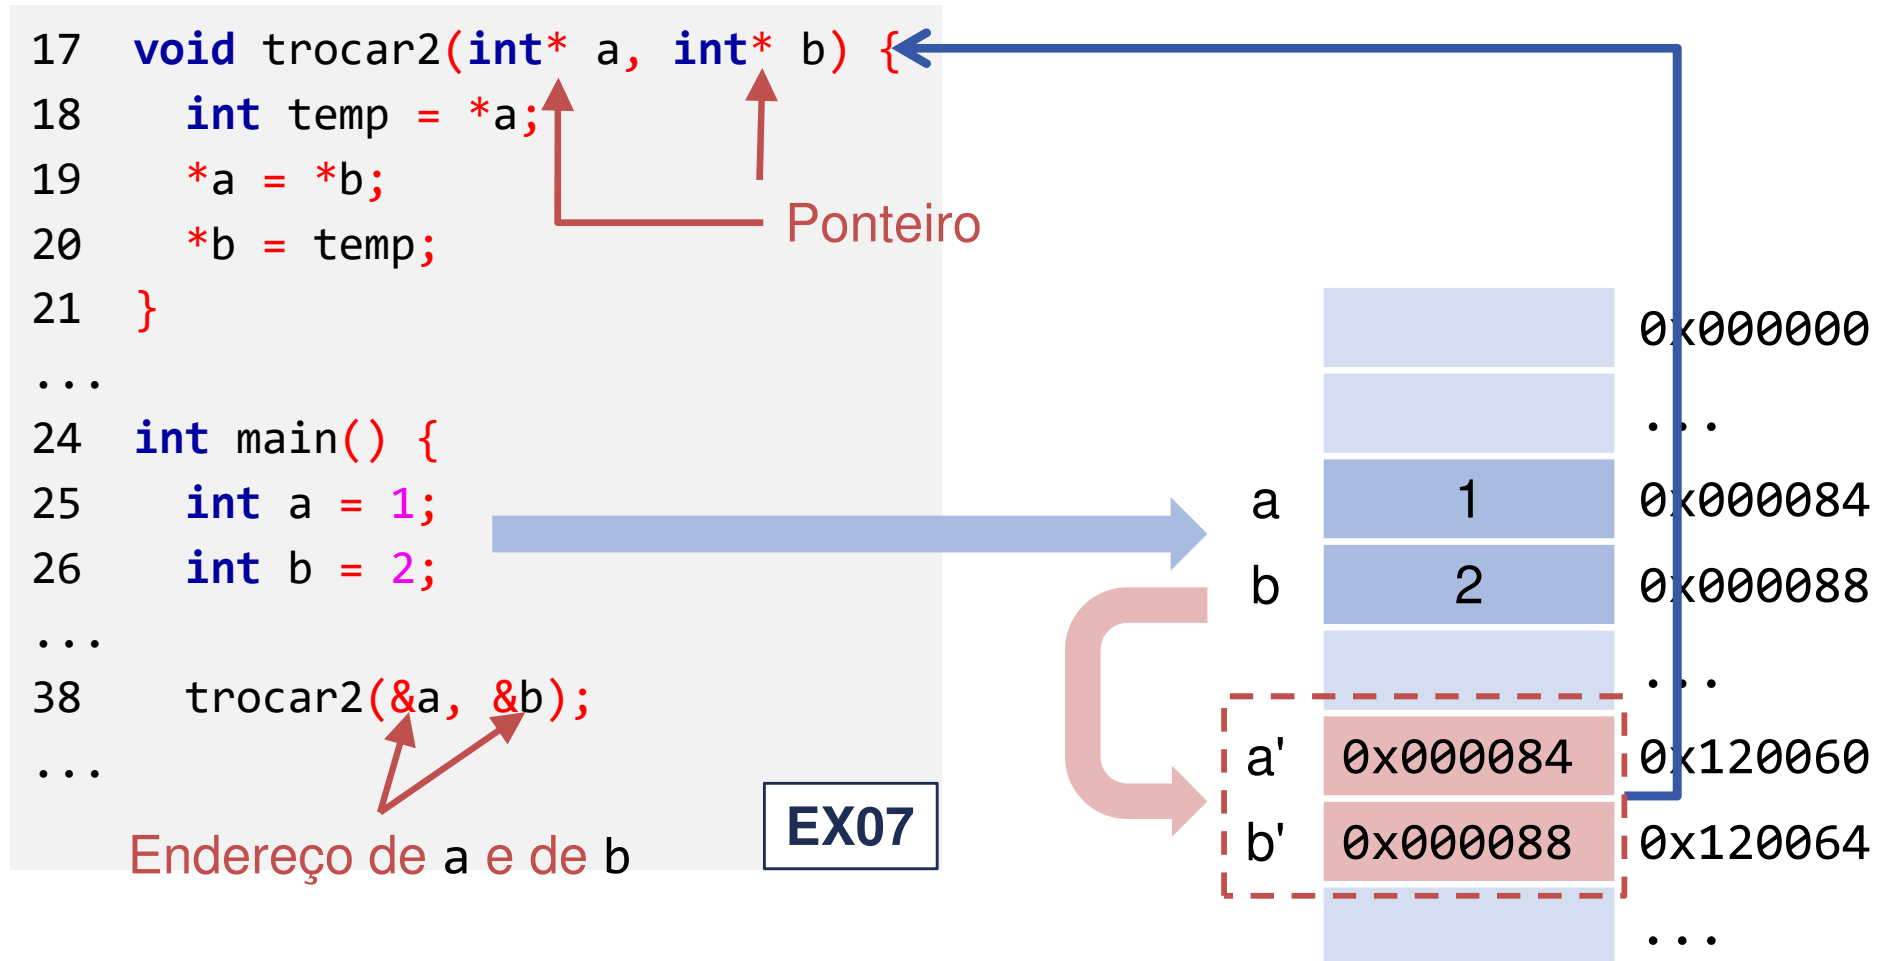 17 void trocar2(int* a, int* b) {
18 int temp = *a;
19 *a = *b;
20 *b = temp;
21 }
...
24 int main() {
25 int a = 1;
26 int b = 2;
...
38 trocar2(&a, &b);
...
Ponteiro
Endereço de a e de b
EX07
0x000000
...
a 1 0x000084
b 2 0x000088
...
a' 0x000084 0x120060
b' 0x000088 0x120064
...